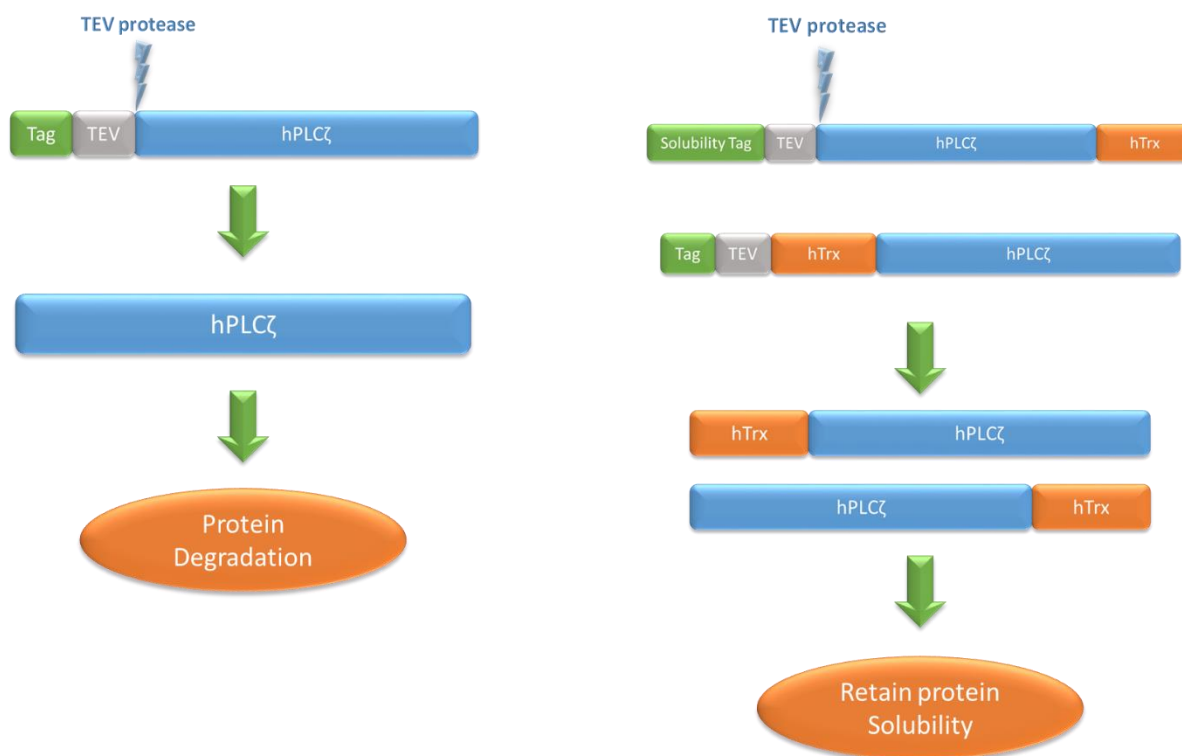 TEV protease
Tag TEV hPLCζ
hPLCζ
Protein
Degradation
TEV protease
Solubility Tag TEV hPLCζ hTrx
Tag TEV hTrx hPLCζ
hTrx hPLCζ
hPLCζ hTrx
Retain protein
Solubility